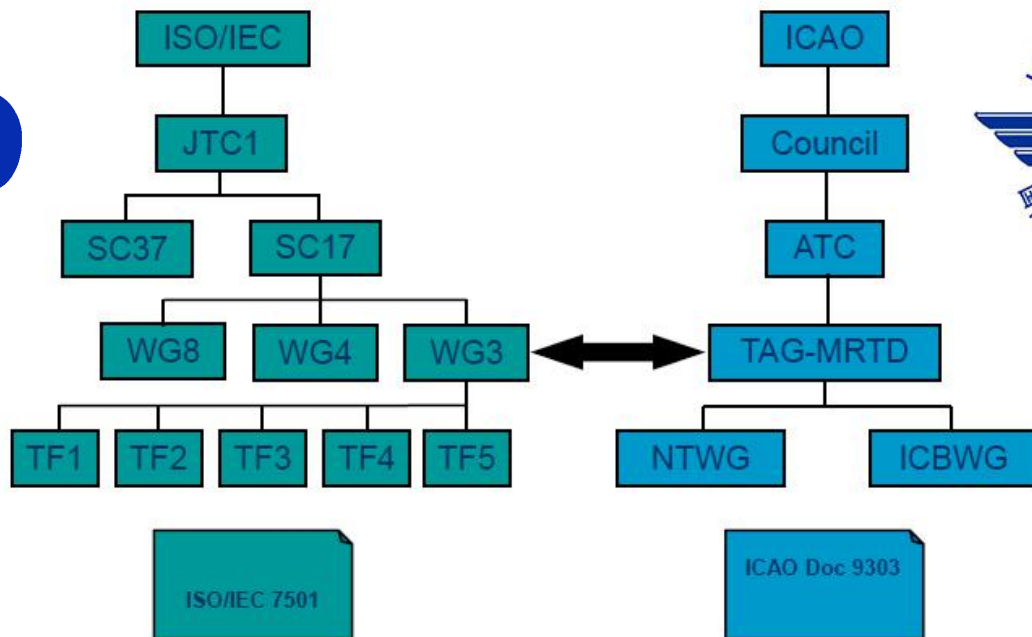 ISO/IEC
ICAO
JTC1
Council
SC37
SC17
ATC
WG8
WG4
WG3
TAG-MRTD
TF1
TF2
TF3
TF4
TF5
NTWG
ICBWG
ISO/IEC 7501
ICAO Doc 9303